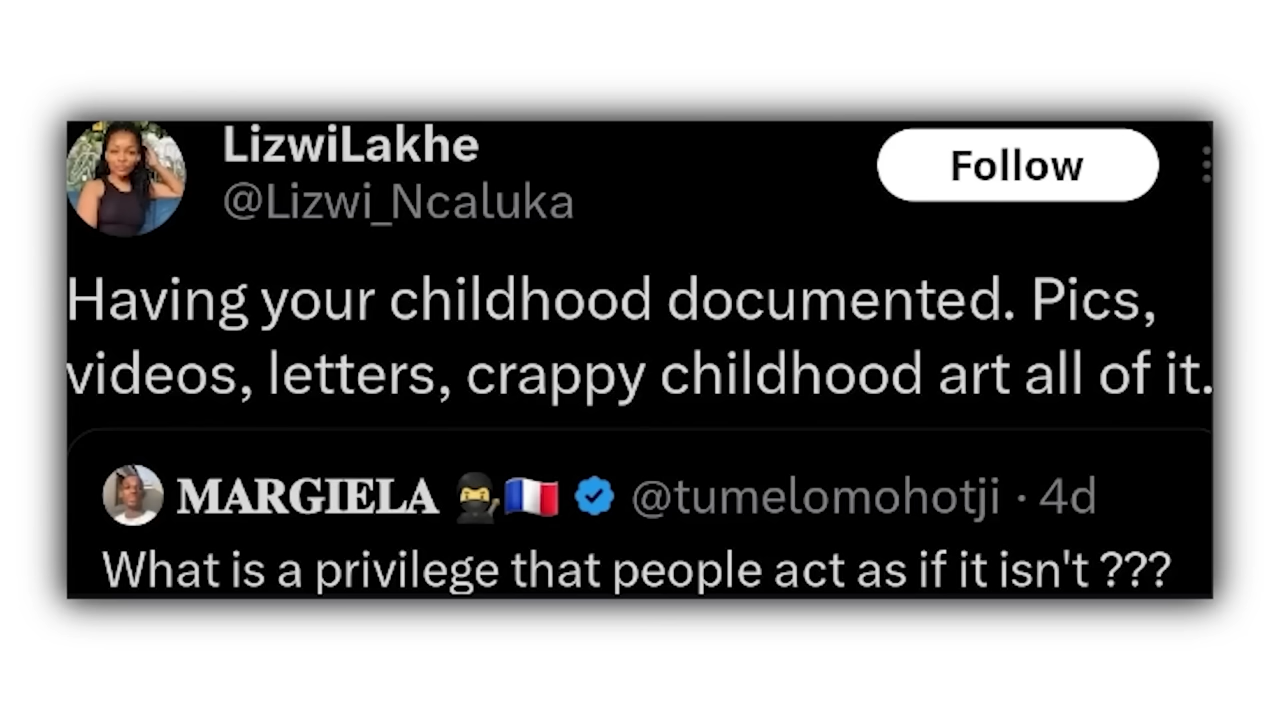 LizwiLakhe
@Lizwi_Ncaluka
Follow
Having your childhood documented. Pics,
videos, letters, crappy childhood art all of it.
MARGIELA 🥷🇫🇷 @tumelomohotji · 4d
What is a privilege that people act as if it isn't ???